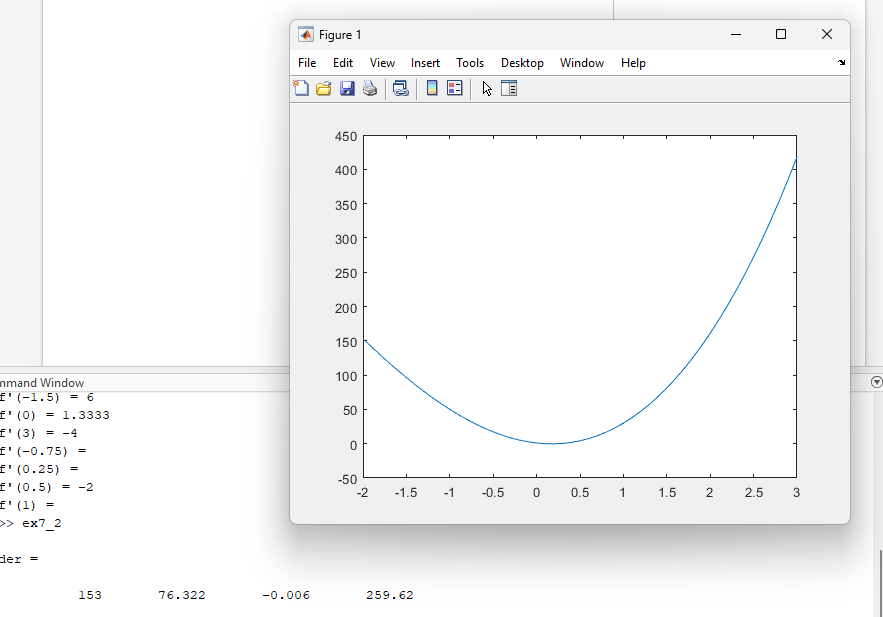 Figure 1
File Edit View Insert Tools Desktop Window Help
450
400
350
300
250
200
150
100
50
0
-50
-2 -1.5 -1 -0.5 0 0.5 1 1.5 2 2.5 3
mmand Window
f'(-1.5) = 6
f'(0) = 1.3333
f'(3) = -4
f'(-0.75) =
f'(0.25) =
f'(0.5) = -2
f'(1) =
>> ex7_2
der =
153 76.322 -0.006 259.62